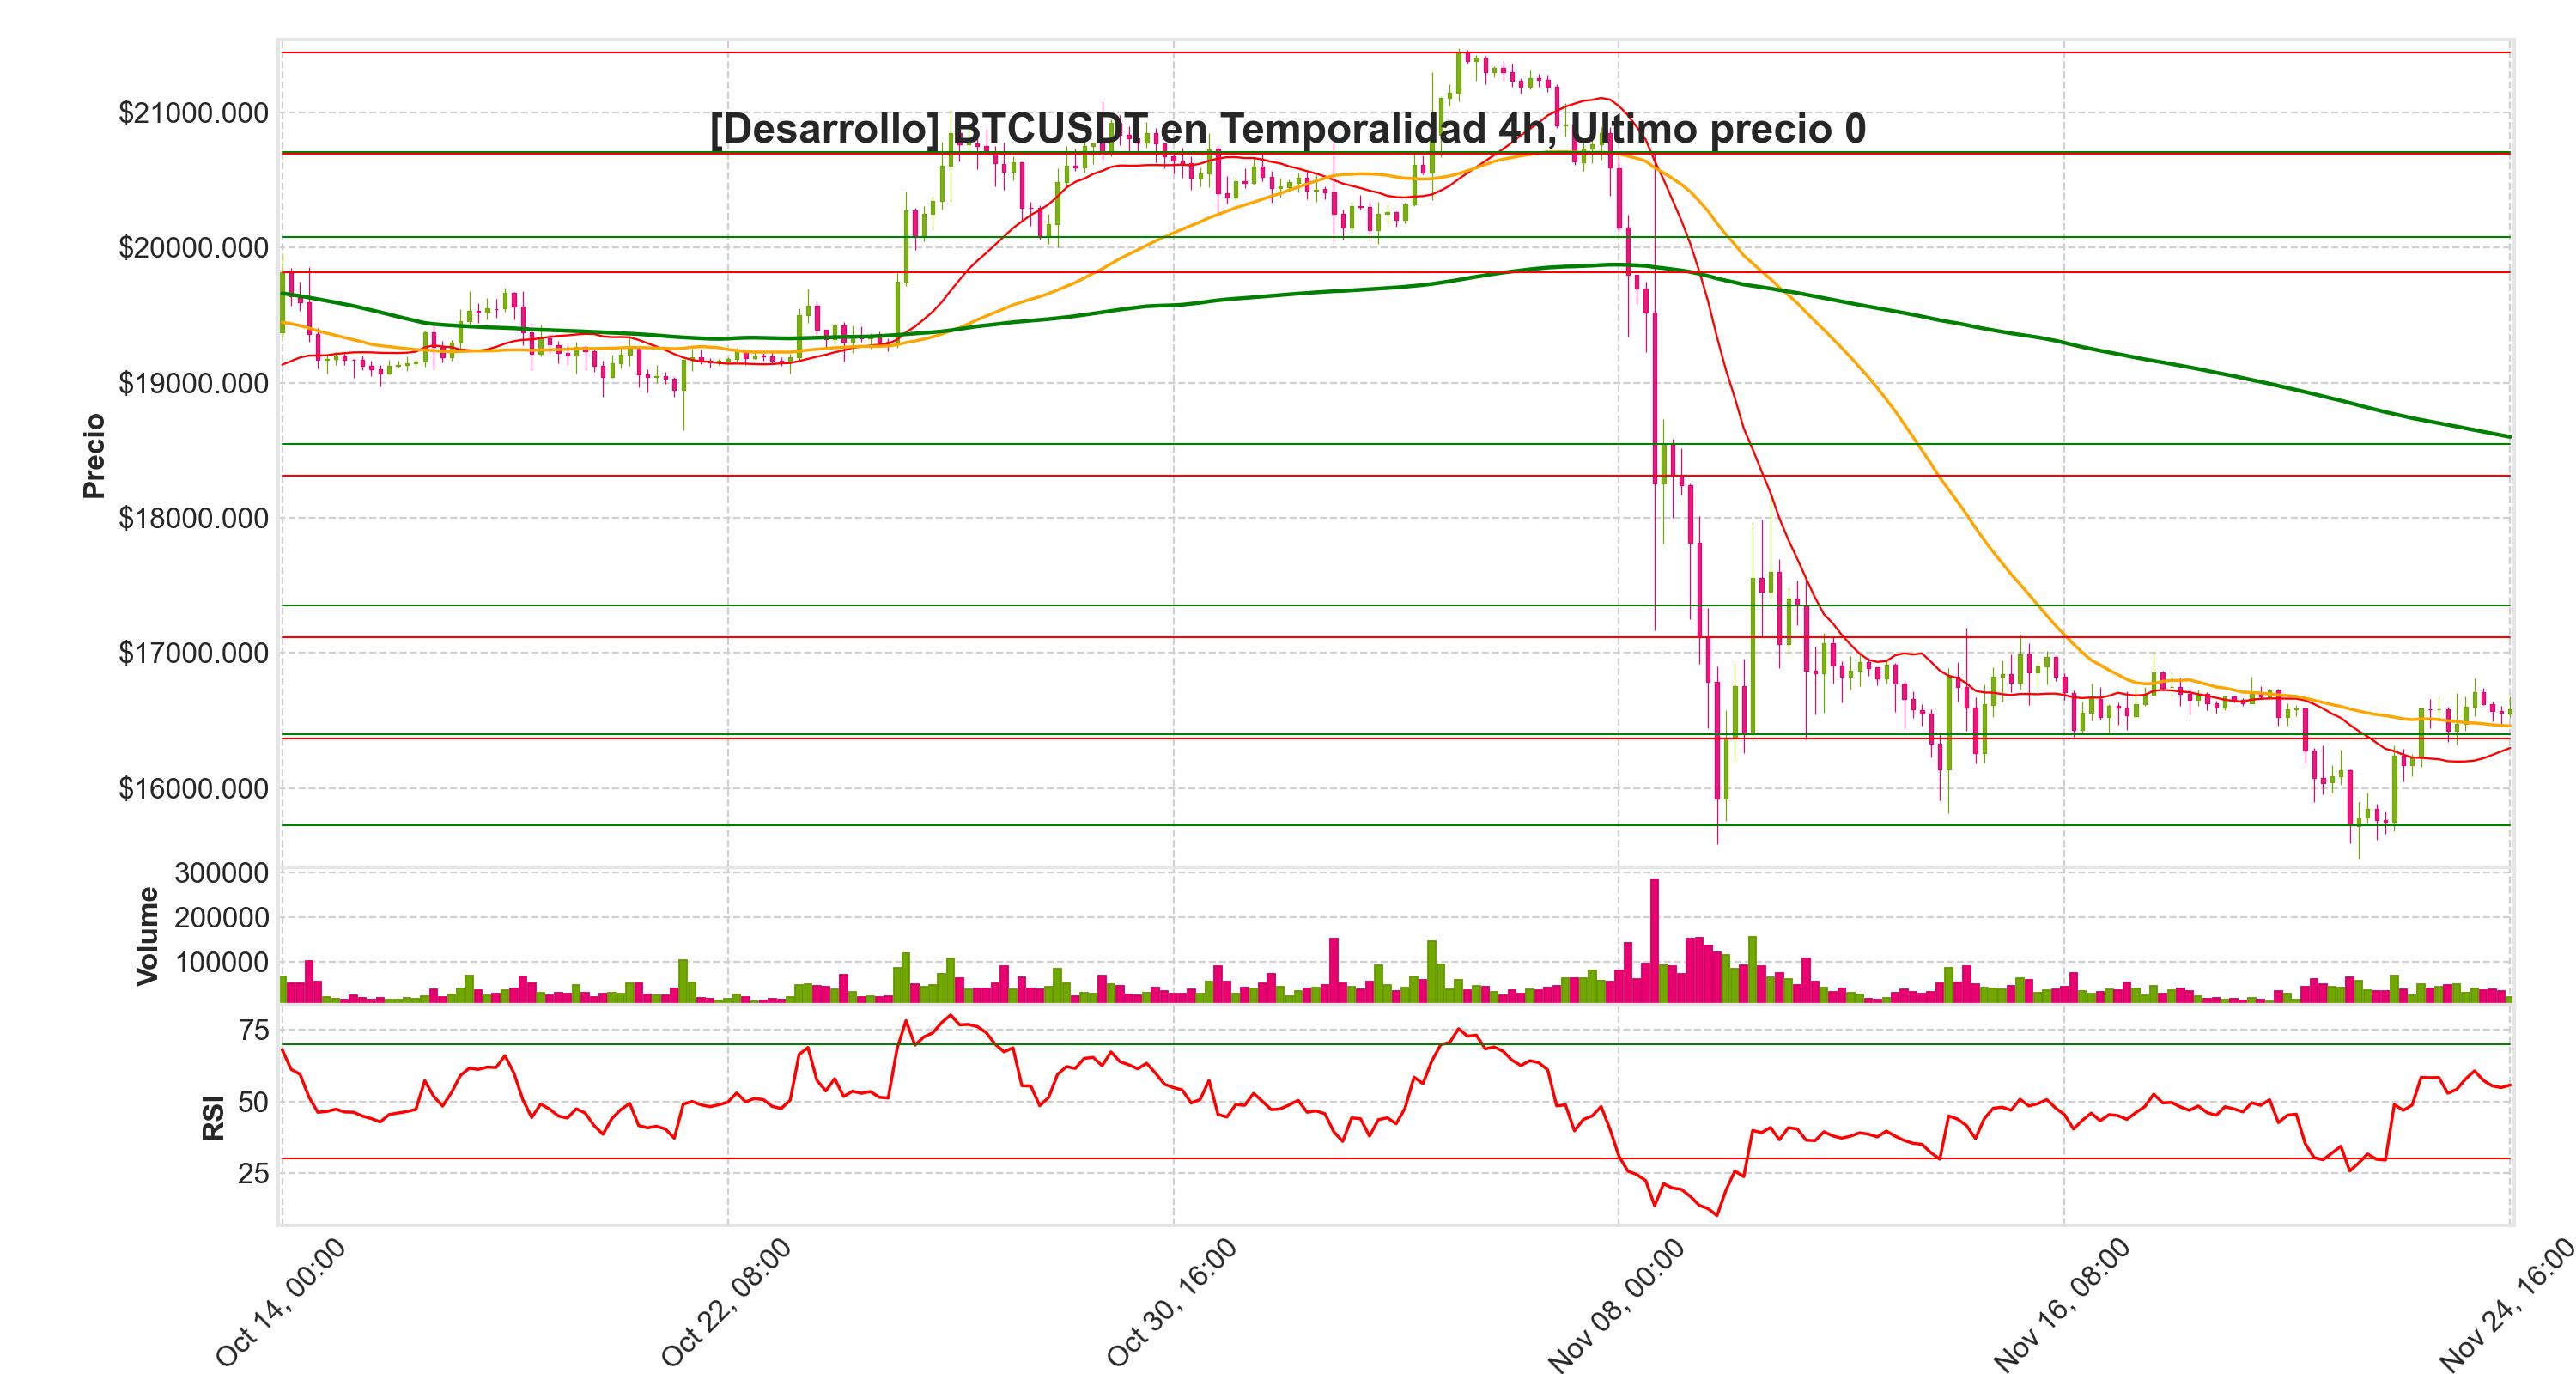 [Desarrollo] BTCUSDT en Temporalidad 4h, Ultimo precio 0
Precio
$21000.000
$20000.000
$19000.000
$18000.000
$17000.000
$16000.000
Volume
300000
200000
100000
RSI
75
50
25
Oct 14, 00:00
Oct 22, 08:00
Oct 30, 16:00
Nov 08, 00:00
Nov 16, 08:00
Nov 24, 16:00